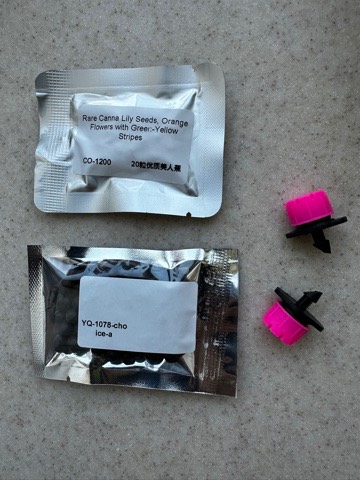 Rare Canna Lily Seeds, Orange
Flowers with Green-Yellow
Stripes
CO-1200 20粒优质美人蕉
YQ-1078-cho
ice-a